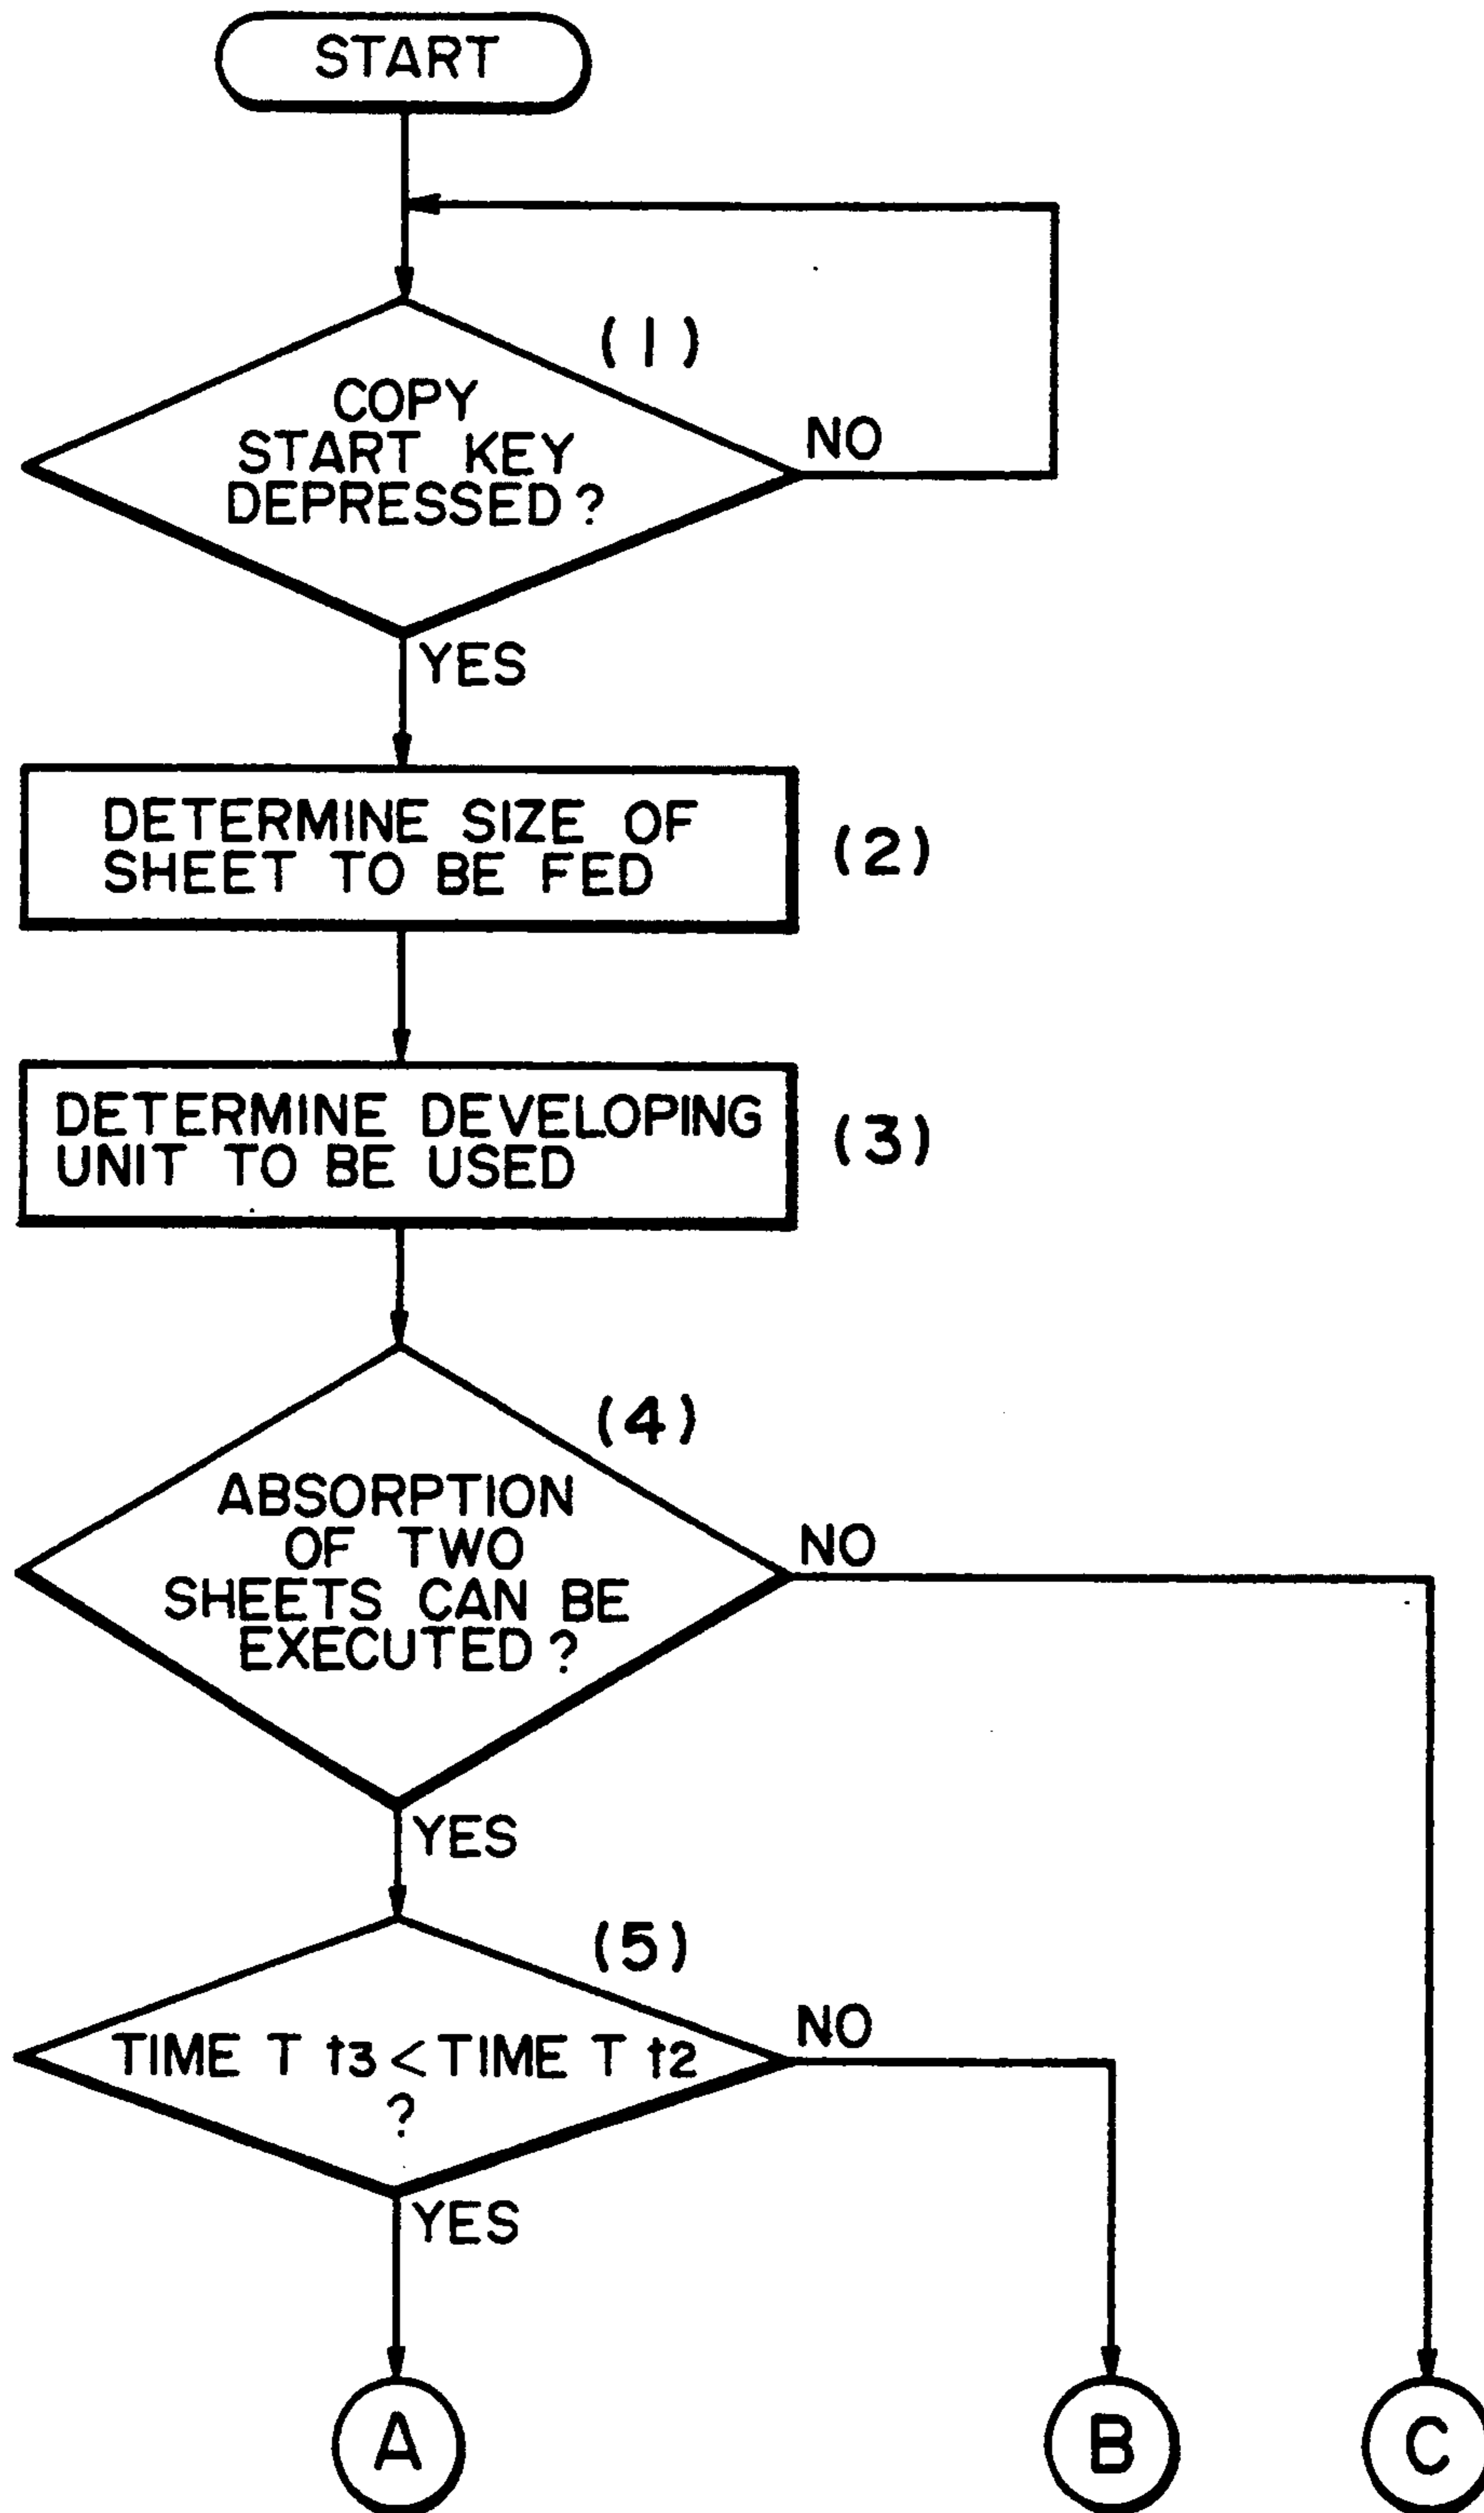 START
(1)
COPY
START KEY
DEPRESSED?
NO
YES
DETERMINE SIZE OF
SHEET TO BE FED
(2)
DETERMINE DEVELOPING
UNIT TO BE USED
(3)
(4)
ABSORPTION
OF TWO
SHEETS CAN BE
EXECUTED?
NO
YES
(5)
TIME T t3 < TIME T t2
?
NO
YES
A
B
C